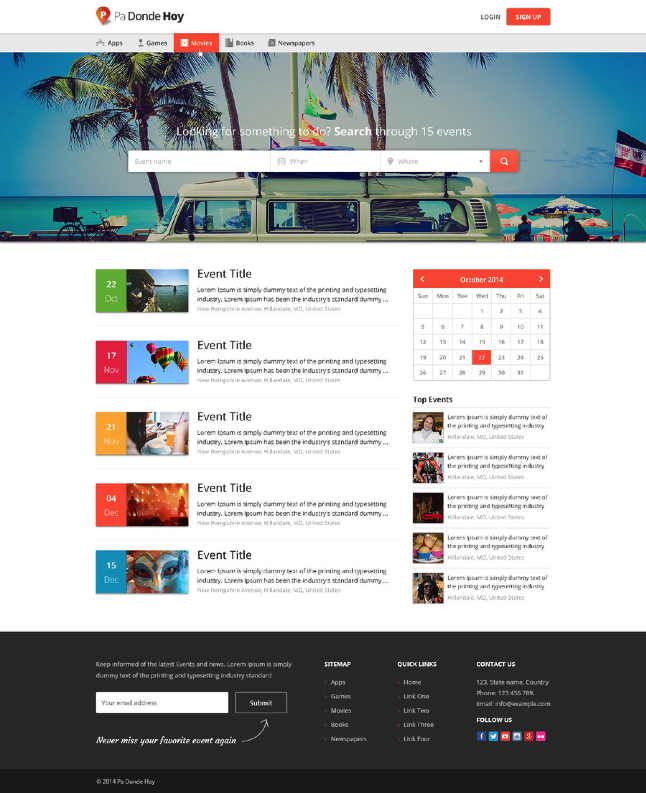 Pa Donde Hoy
LOGIN
SIGN UP
Apps
Games
Movies
Books
Newspapers
Looking for something to do? Search through 15 events
Event name
When
Where
22
Oct
Event Title
Lorem Ipsum is simply dummy text of the printing and typesetting
industry. Lorem Ipsum has been the industry's standard dummy ...
New Hampshire Avenue, Hillandale, MD, United States
17
Nov
Event Title
Lorem Ipsum is simply dummy text of the printing and typesetting
industry. Lorem Ipsum has been the industry's standard dummy ...
New Hampshire Avenue, Hillandale, MD, United States
21
Nov
Event Title
Lorem Ipsum is simply dummy text of the printing and typesetting
industry. Lorem Ipsum has been the industry's standard dummy ...
New Hampshire Avenue, Hillandale, MD, United States
04
Dec
Event Title
Lorem Ipsum is simply dummy text of the printing and typesetting
industry. Lorem Ipsum has been the industry's standard dummy ...
New Hampshire Avenue, Hillandale, MD, United States
15
Dec
Event Title
Lorem Ipsum is simply dummy text of the printing and typesetting
industry. Lorem Ipsum has been the industry's standard dummy ...
New Hampshire Avenue, Hillandale, MD, United States
October 2014
Sun Mon Tue Wed Thu Fri Sat
1 2 3 4
5 6 7 8 9 10 11
12 13 14 15 16 17 18
19 20 21 22 23 24 25
26 27 28 29 30 31
Top Events
Lorem Ipsum is simply dummy text of
the printing and typesetting industry.
Hillandale, MD, United States
Lorem Ipsum is simply dummy text of
the printing and typesetting industry.
Hillandale, MD, United States
Lorem Ipsum is simply dummy text of
the printing and typesetting industry.
Hillandale, MD, United States
Lorem Ipsum is simply dummy text of
the printing and typesetting industry.
Hillandale, MD, United States
Lorem Ipsum is simply dummy text of
the printing and typesetting industry.
Hillandale, MD, United States
Keep informed of the latest Events and news. Lorem Ipsum is simply
dummy text of the printing and typesetting industry standard
Your email address
Submit
Never miss your favorite event again
SITEMAP
Apps
Games
Movies
Books
Newspapers
QUICK LINKS
Home
Link One
Link Two
Link Three
Link Four
CONTACT US
123, State name, Country
Phone: 123 456 789,
Email: info@example.com
FOLLOW US
© 2014 Pa Donde Hoy